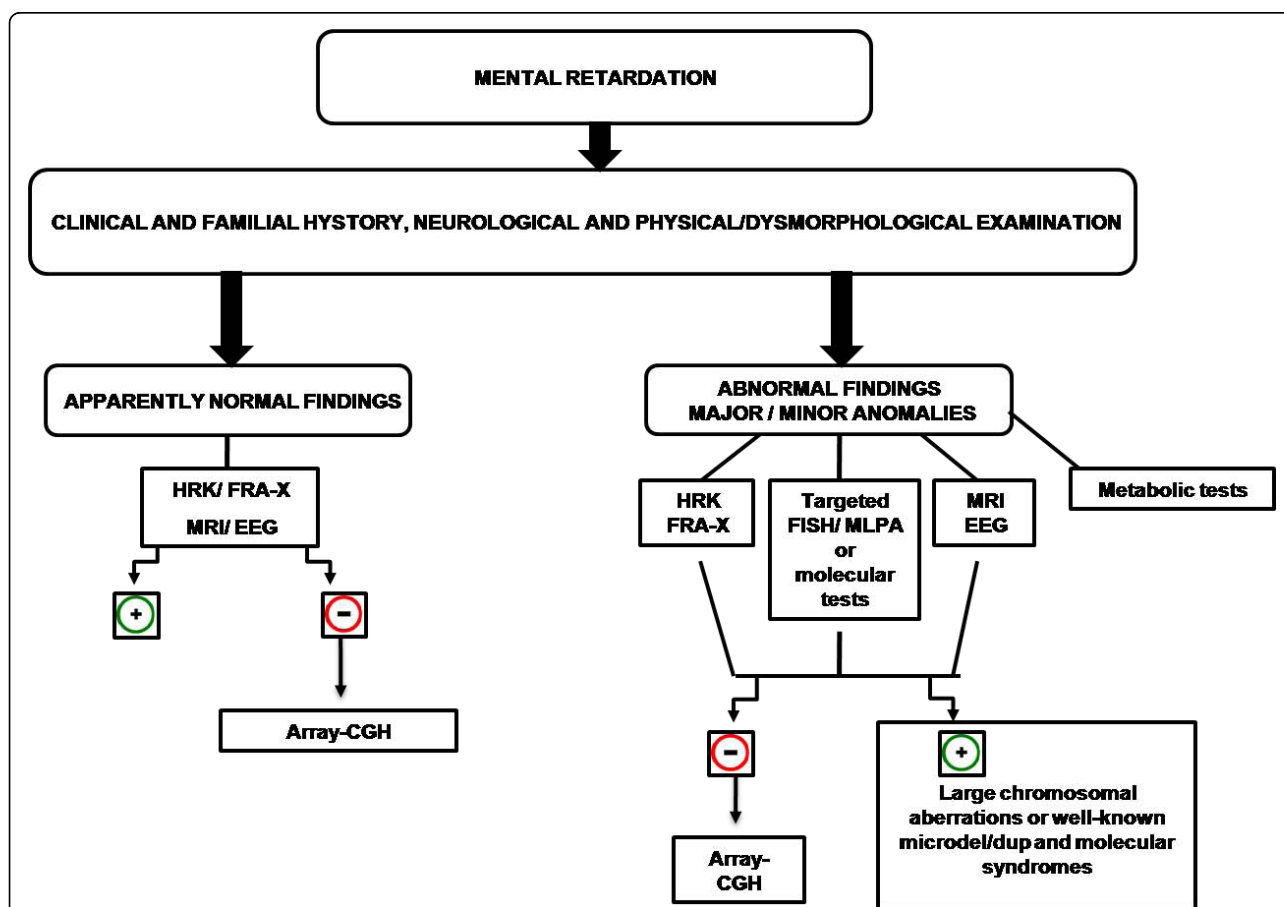 MENTAL RETARDATION
CLINICAL AND FAMILIAL HYSTORY, NEUROLOGICAL AND PHYSICAL/DYSMORPHOLOGICAL EXAMINATION
APPARENTLY NORMAL FINDINGS
HRK/ FRA-X
MRI/ EEG
+
-
Array-CGH
ABNORMAL FINDINGS
MAJOR / MINOR ANOMALIES
HRK
FRA-X
Targeted
FISH/ MLPA
or
molecular
tests
MRI
EEG
Metabolic tests
-
Array-
CGH
+
Large chromosomal
aberrations or well-known
microdel/dup and molecular
syndromes